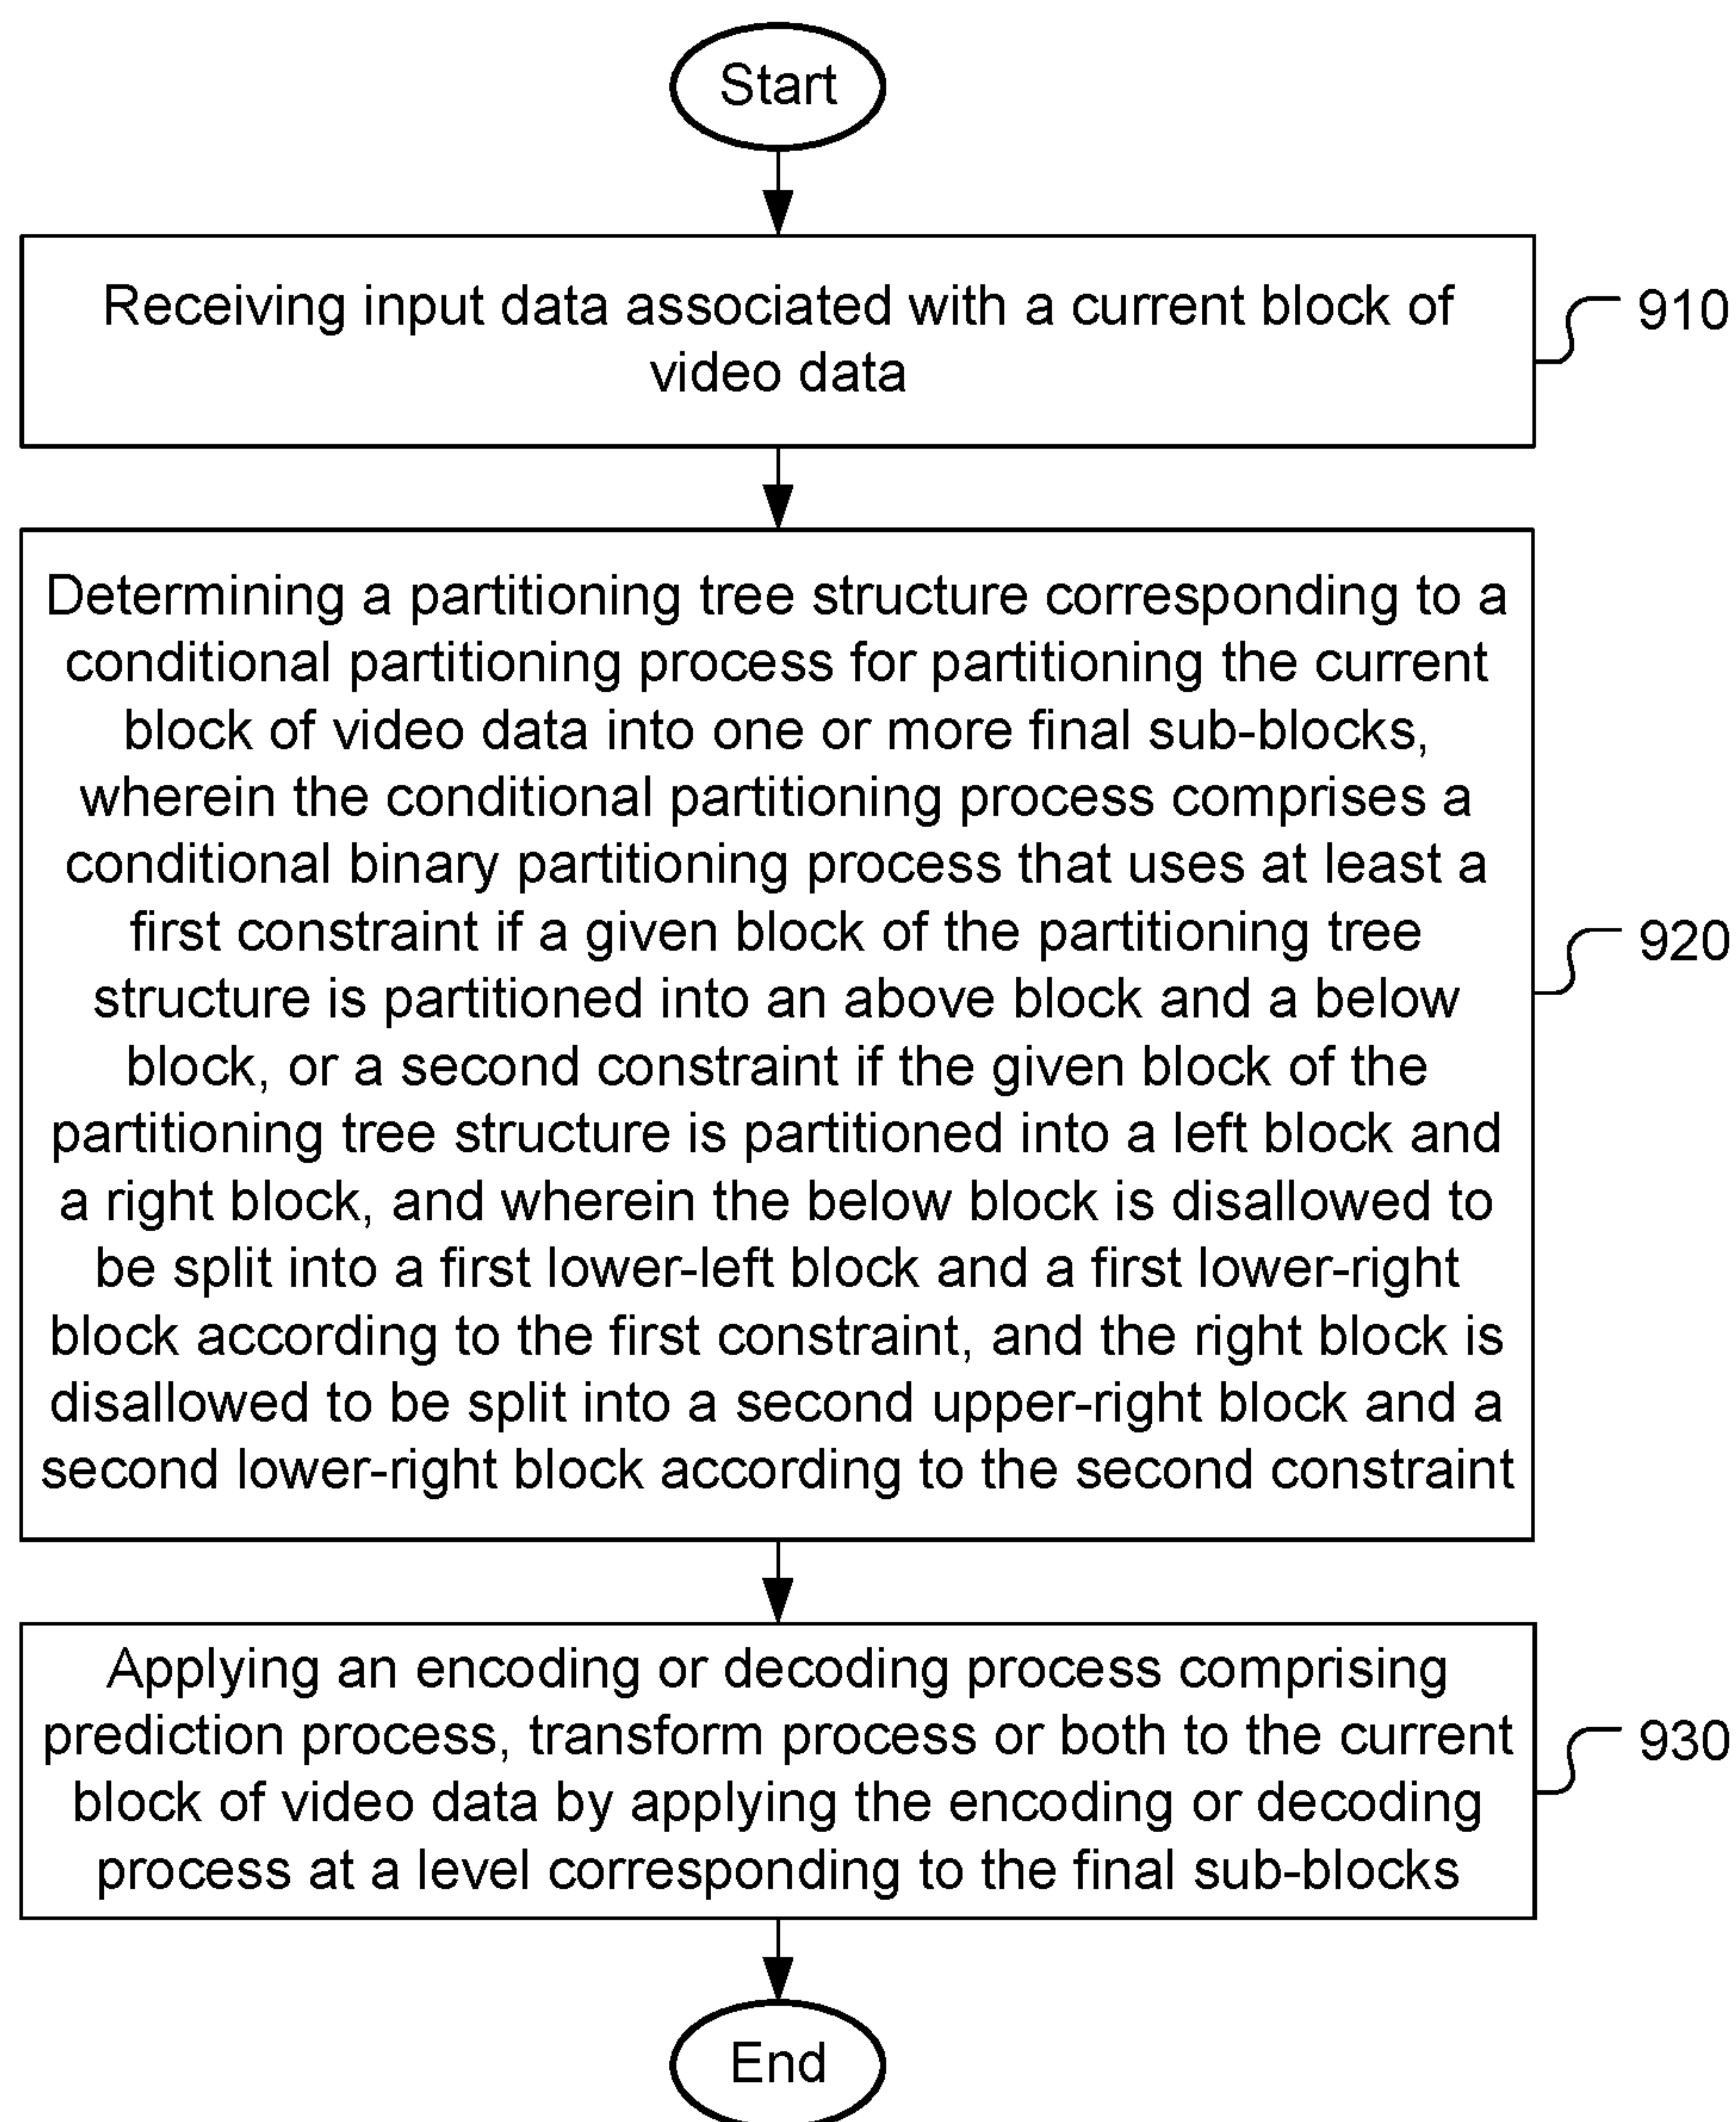 Start
Receiving input data associated with a current block of
video data
910
Determining a partitioning tree structure corresponding to a
conditional partitioning process for partitioning the current
block of video data into one or more final sub-blocks,
wherein the conditional partitioning process comprises a
conditional binary partitioning process that uses at least a
first constraint if a given block of the partitioning tree
structure is partitioned into an above block and a below
block, or a second constraint if the given block of the
partitioning tree structure is partitioned into a left block and
a right block, and wherein the below block is disallowed to
be split into a first lower-left block and a first lower-right
block according to the first constraint, and the right block is
disallowed to be split into a second upper-right block and a
second lower-right block according to the second constraint
920
Applying an encoding or decoding process comprising
prediction process, transform process or both to the current
block of video data by applying the encoding or decoding
process at a level corresponding to the final sub-blocks
930
End